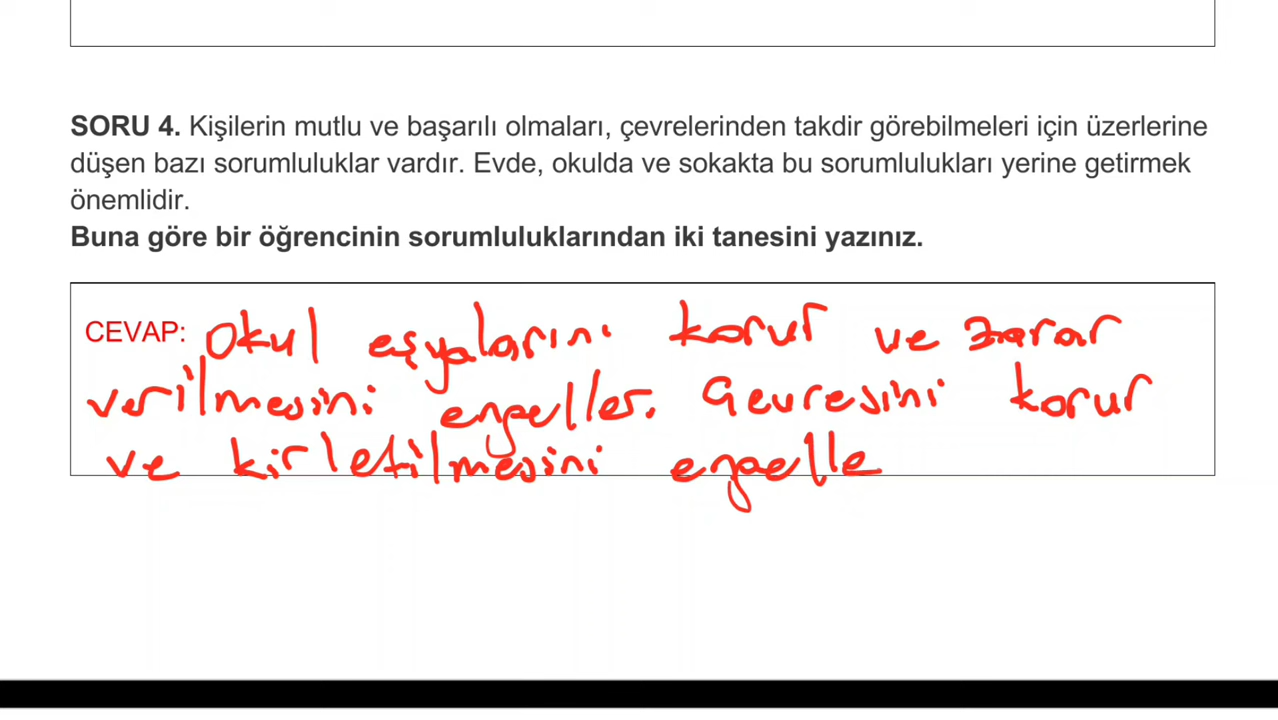 SORU 4. Kişilerin mutlu ve başarılı olmaları, çevrelerinden takdir görebilmeleri için üzerlerine
düşen bazı sorumluluklar vardır. Evde, okulda ve sokakta bu sorumlulukları yerine getirmek
önemlidir.
Buna göre bir öğrencinin sorumluluklarından iki tanesini yazınız.
CEVAP: Okul eşyalarını korur ve zarar
verilmesini engeller. Çevresini korur
ve kirletilmesini engelle